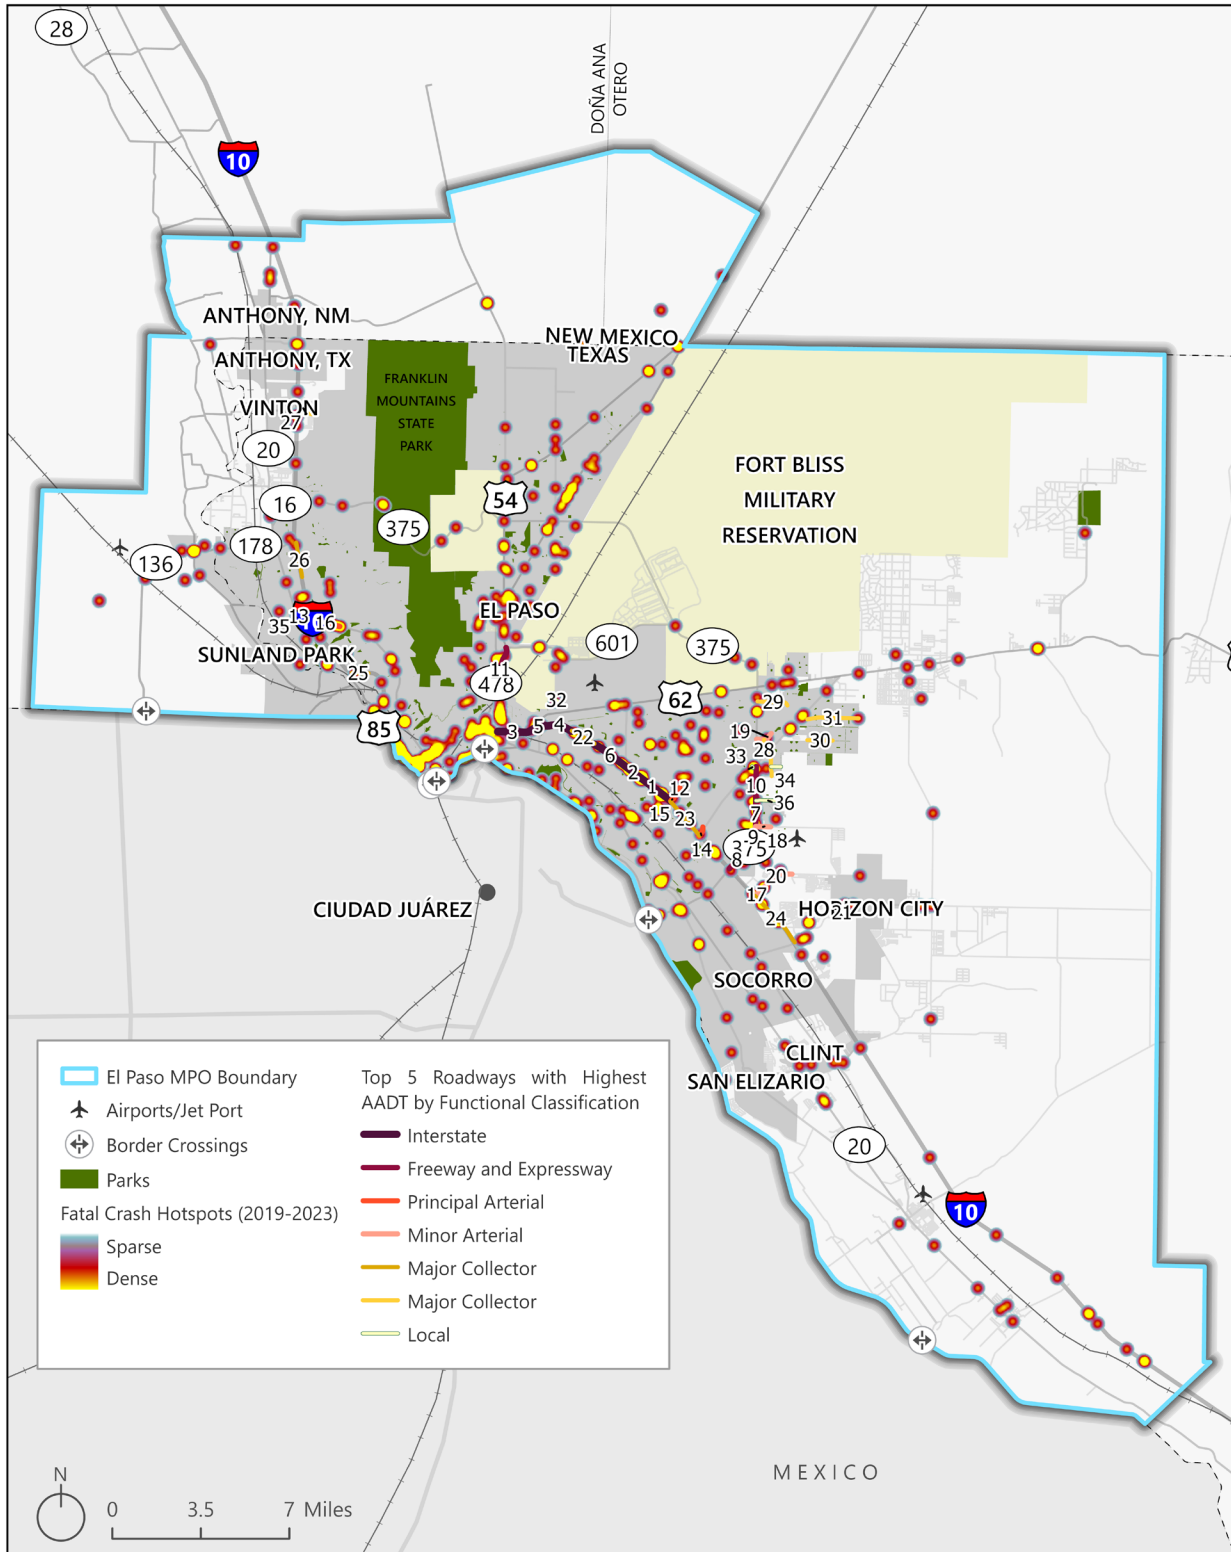 28
DOÑA ANA
OTERO
10
ANTHONY, NM
NEW MEXICO
TEXAS
ANTHONY, TX
FRANKLIN
MOUNTAINS
STATE
PARK
VINTON
27
20
FORT BLISS
MILITARY
RESERVATION
54
16
375
178
136
26
EL PASO
13
10
16
35
601
375
SUNLAND PARK
11
25
478
62
32
29
85
3
5
4
31
19
22
30
28
6
33
2
34
1
12
10
36
15
7
23
9
18
375
14
8
20
17
HORIZON CITY
21
CIUDAD JUÁREZ
24
SOCORRO
CLINT
SAN ELIZARIO
20
10
El Paso MPO Boundary
Airports/Jet Port
Border Crossings
Parks
Fatal Crash Hotspots (2019-2023)
Sparse
Dense
Top 5 Roadways with Highest
AADT by Functional Classification
Interstate
Freeway and Expressway
Principal Arterial
Minor Arterial
Major Collector
Major Collector
Local
MEXICO
N
0 3.5 7 Miles